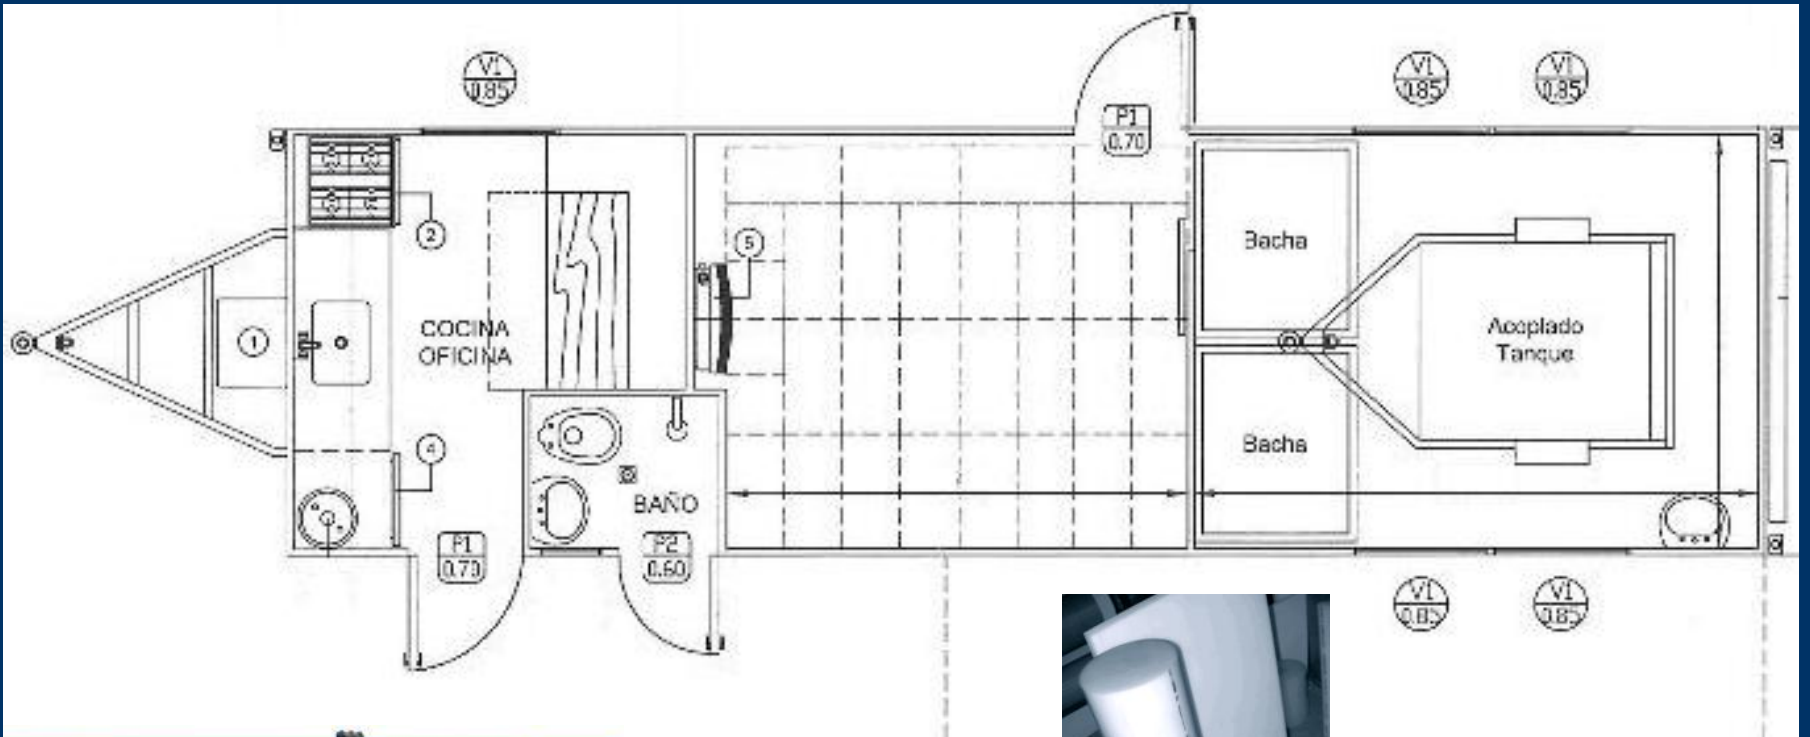 V1
0.85
V1
0.85
V1
0.85
P1
0.70
2
5
Bacha
1
COCINA
OFICINA
Acoplado
Tanque
4
Bacha
BAÑO
P1
0.70
P2
0.60
V1
0.85
V1
0.85